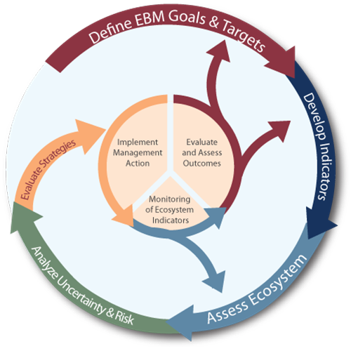 Define EBM Goals & Targets
Develop Indicators
Assess Ecosystem
Analyze Uncertainty & Risk
Evaluate Strategies
Implement
Management
Action
Evaluate
and Assess
Outcomes
Monitoring
of Ecosystem
Indicators